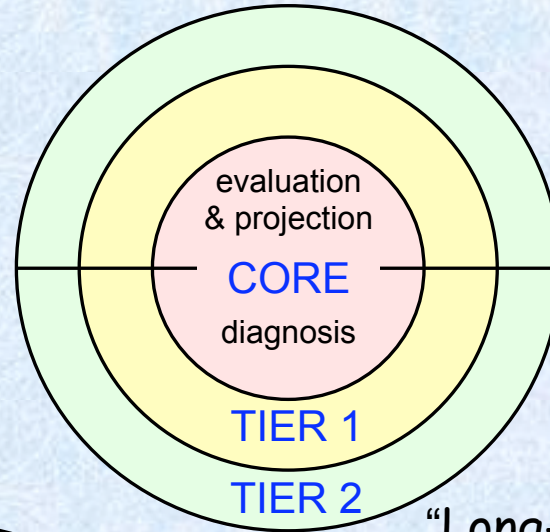 evaluation
& projection
CORE
diagnosis
TIER 1
TIER 2